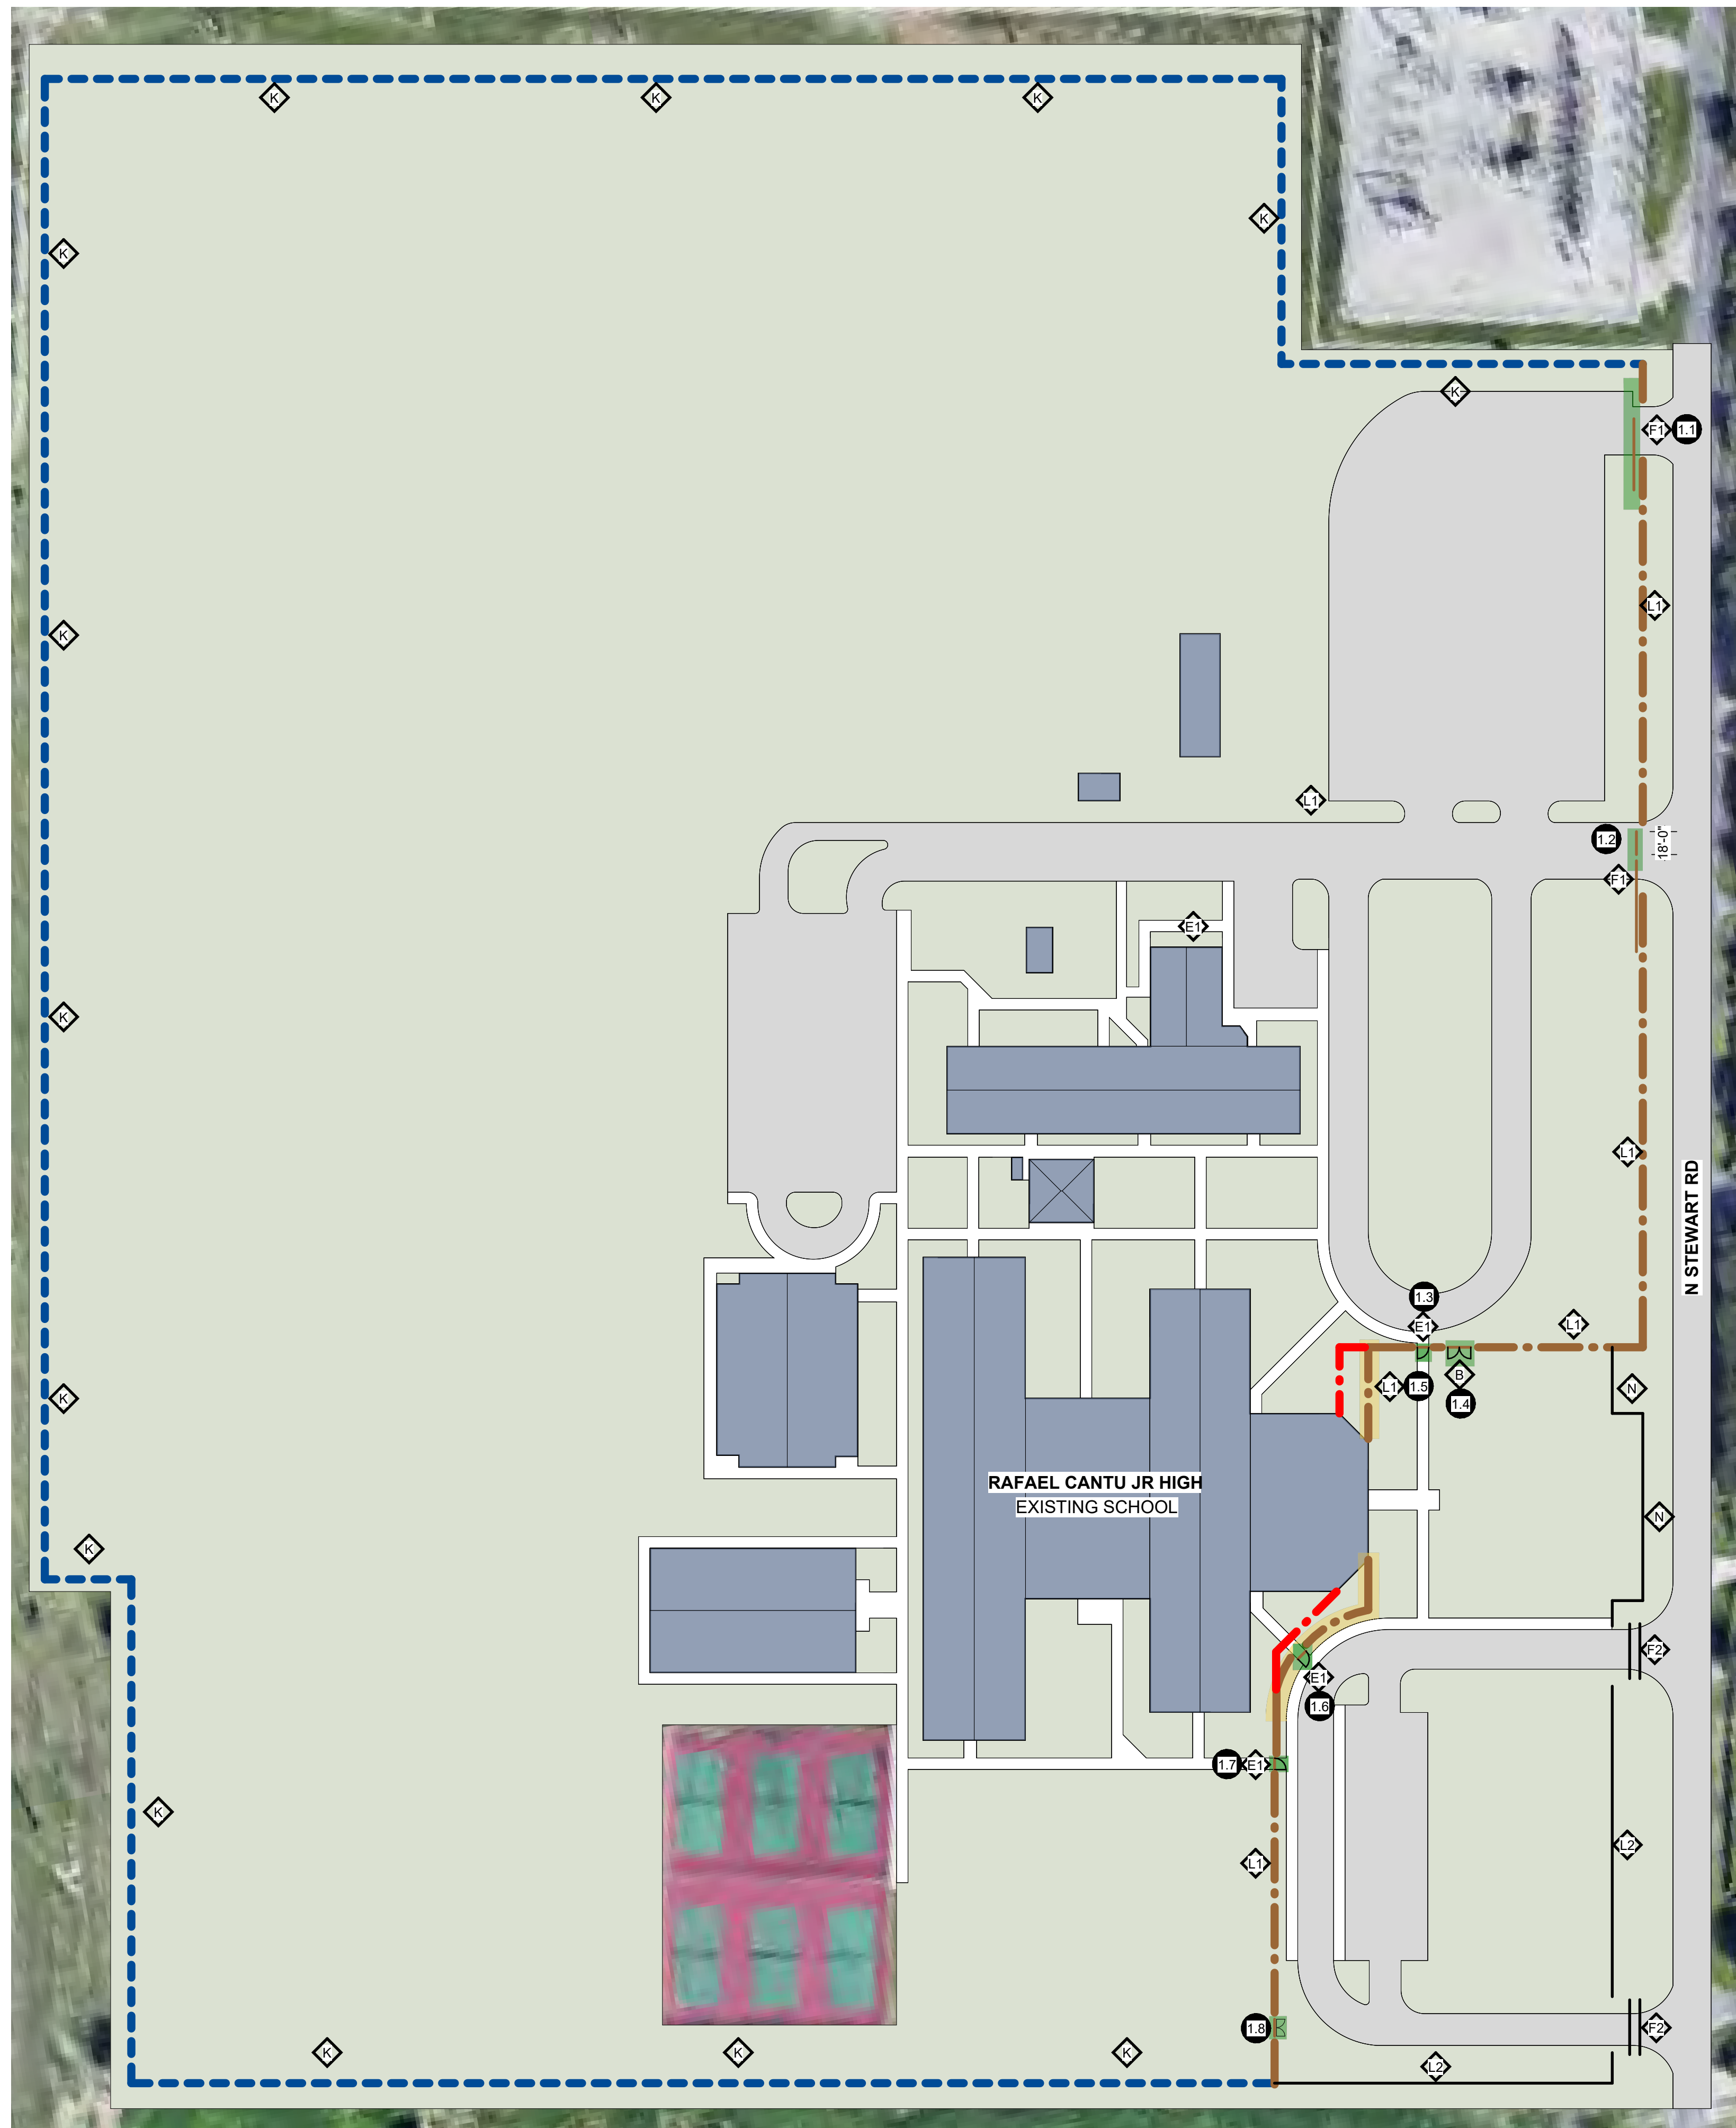 K
K
K
K
K
K
F1
1.1
L1
K
L1
1.2
18'-0"
F1
E1
K
L1
N STEWART RD
1.3
E1
L1
B
L1
1.5
1.4
N
K
RAFAEL CANTU JR HIGH
EXISTING SCHOOL
N
K
F2
E1
1.6
1.7
E1
K
L2
L1
1.8
F2
K
K
K
L2